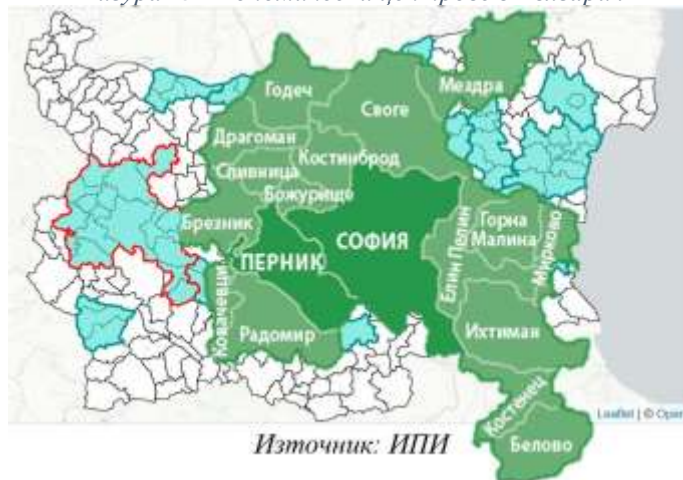 Годеч
Мездра
Своге
Драгоман
Костинброд
Сливница
Божурище
Брезник
Горна
Малина
Мирково
Елин Пелин
СОФИЯ
ПЕРНИК
Ковачевци
Радомир
Ихтиман
Костенец
Белово
Leaflet | © Open
Източник: ИПИ